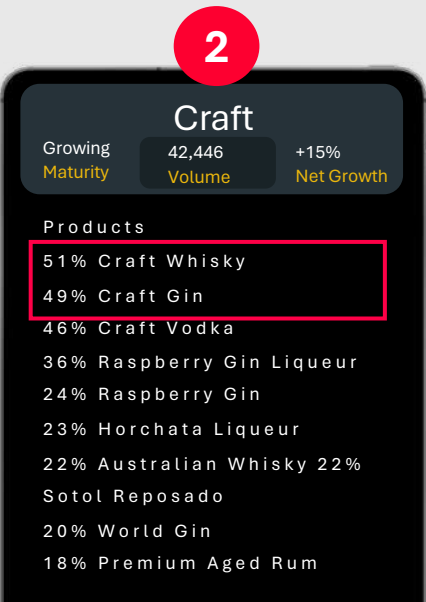 2
Craft
Growing 42,446 +15%
Maturity Volume Net Growth
Products
51% Craft Whisky
49% Craft Gin
46% Craft Vodka
36% Raspberry Gin Liqueur
24% Raspberry Gin
23% Horchata Liqueur
22% Australian Whisky 22%
Sotol Reposado
20% World Gin
18% Premium Aged Rum